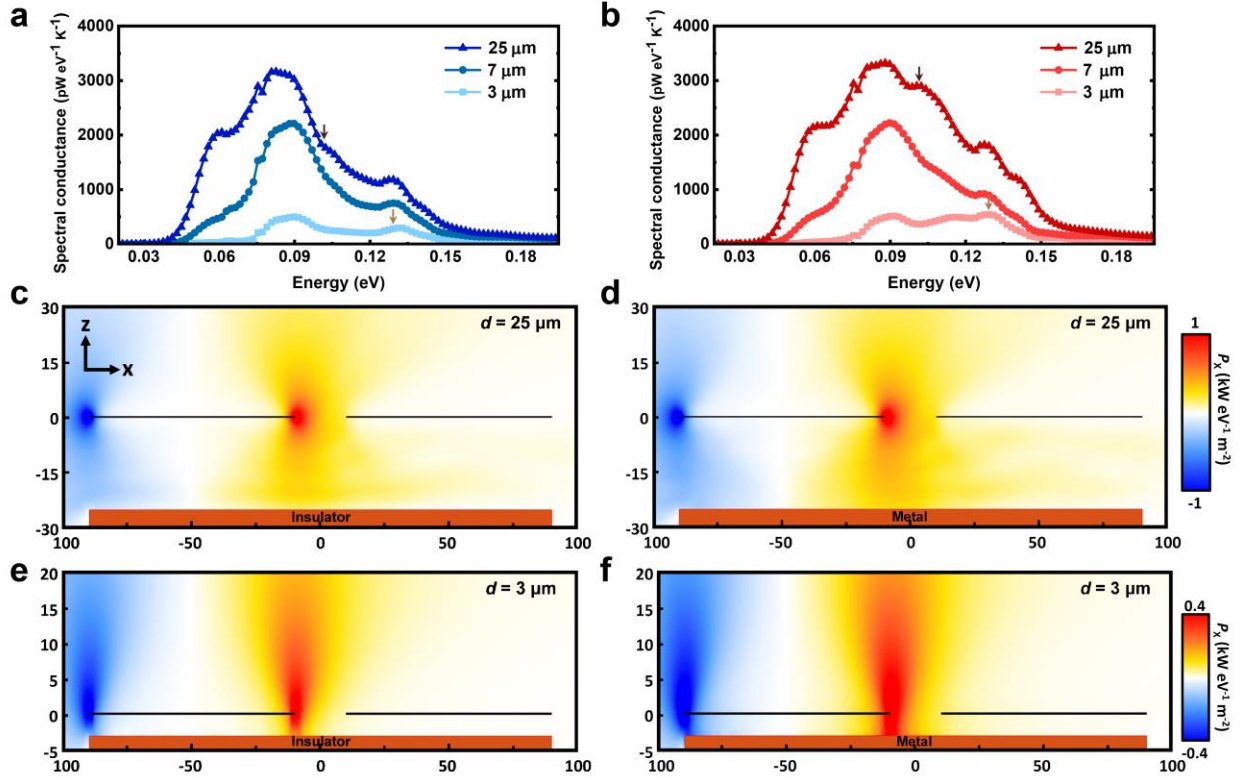 a
Spectral conductance (pW eV⁻¹ K⁻¹)
4000
3000
2000
1000
0
25 μm
7 μm
3 μm
0.03 0.06 0.09 0.12 0.15 0.18
Energy (eV)
b
Spectral conductance (pW eV⁻¹ K⁻¹)
4000
3000
2000
1000
0
25 μm
7 μm
3 μm
0.03 0.06 0.09 0.12 0.15 0.18
Energy (eV)
c
30
15
0
-15
-30
z
x
d = 25 μm
Insulator
100 -50 0 50 100
d
30
15
0
-15
-30
d = 25 μm
Metal
100 -50 0 50 100
1
Pₓ (kW eV⁻¹ m⁻²)
-1
e
20
15
10
5
0
-5
d = 3 μm
Insulator
100 -50 0 50 100
f
20
15
10
5
0
-5
d = 3 μm
Metal
100 -50 0 50 100
0.4
Pₓ (kW eV⁻¹ m⁻²)
-0.4